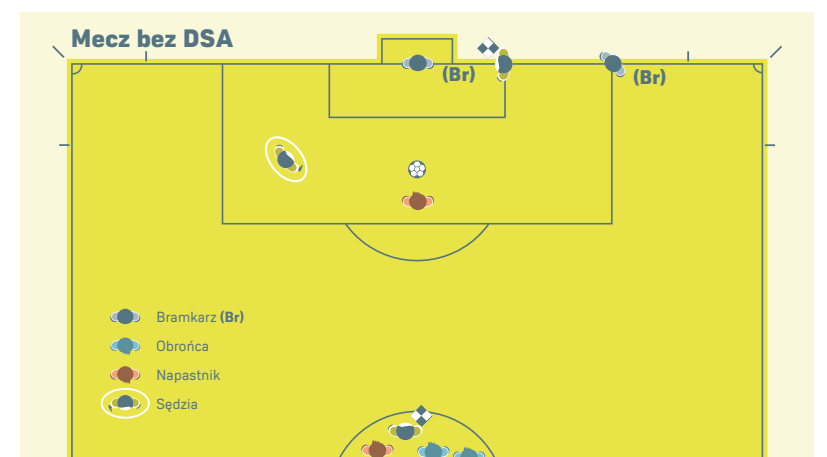 Mecz bez DSA
(Br)
(Br)
Bramkarz (Br)
Obrońca
Napastnik
Sędzia